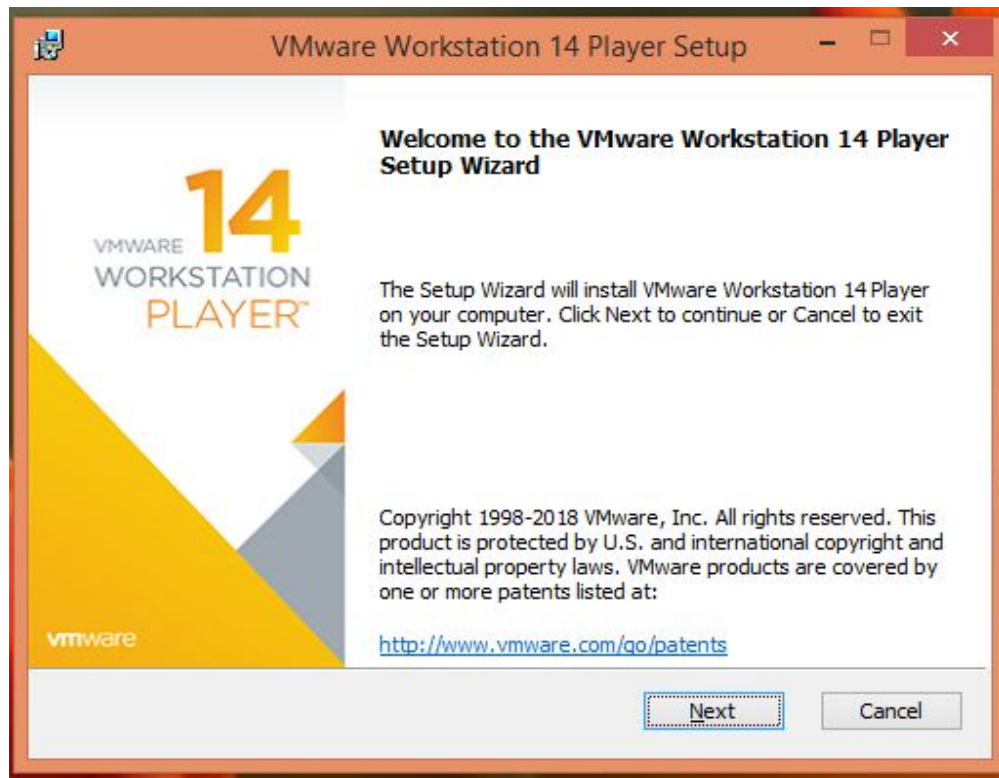 VMware Workstation 14 Player Setup
Welcome to the VMware Workstation 14 Player
Setup Wizard
14
VMWARE
WORKSTATION
PLAYER™
The Setup Wizard will install VMware Workstation 14 Player
on your computer. Click Next to continue or Cancel to exit
the Setup Wizard.
Copyright 1998-2018 VMware, Inc. All rights reserved. This
product is protected by U.S. and international copyright and
intellectual property laws. VMware products are covered by
one or more patents listed at:
http://www.vmware.com/go/patents
vmware
Next
Cancel